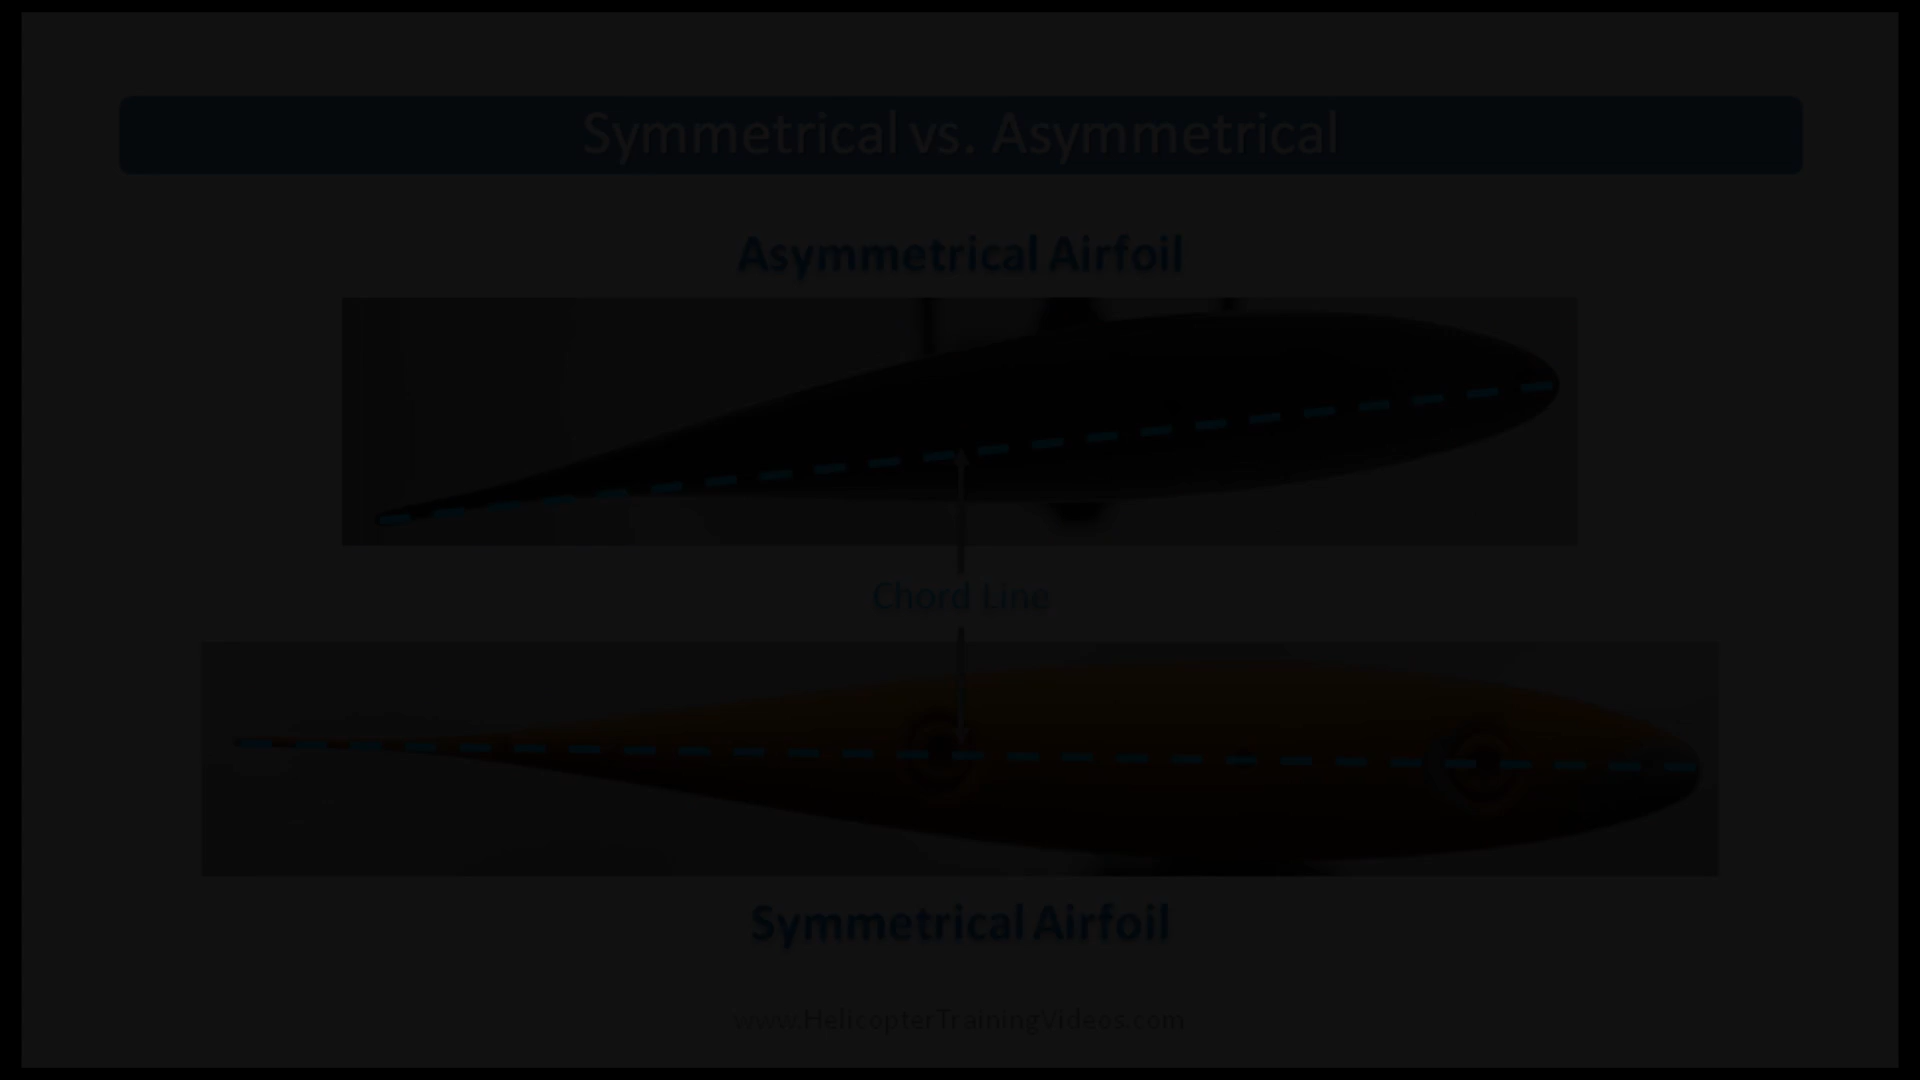 Symmetrical vs. Asymmetrical
Asymmetrical Airfoil
Chord Line
Symmetrical Airfoil
www.HelicopterTrainingVideos.com